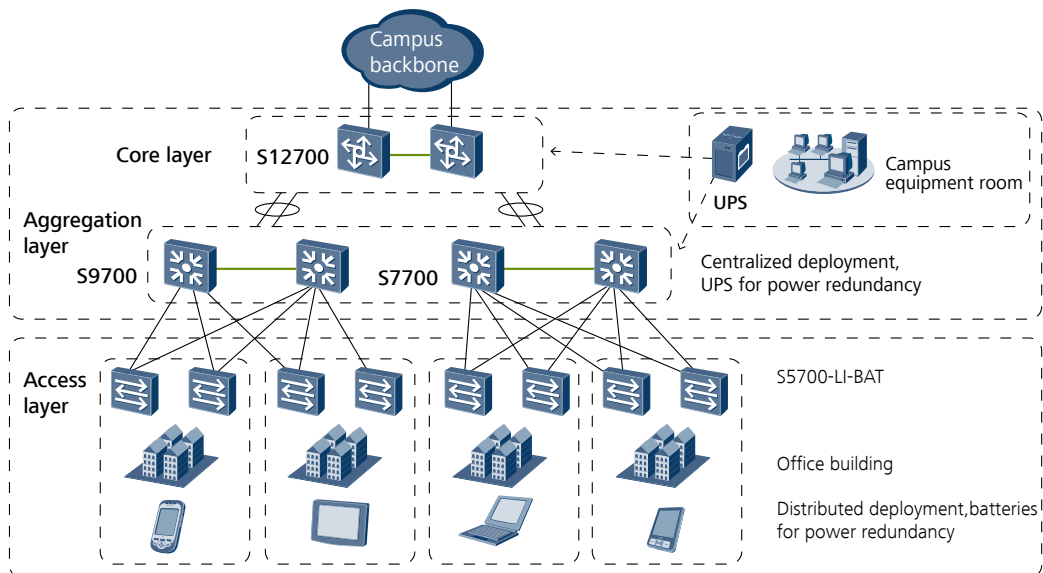 Campus
backbone
Core layer
S12700
UPS
Campus
equipment room
Aggregation
layer
S9700
S7700
Centralized deployment,
UPS for power redundancy
Access
layer
S5700-LI-BAT
Office building
Distributed deployment,batteries
for power redundancy